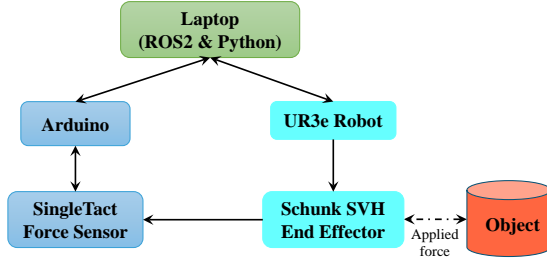 Laptop
(ROS2 & Python)
Arduino
UR3e Robot
SingleTact
Force Sensor
Schunk SVH
End Effector
Applied
force
Object